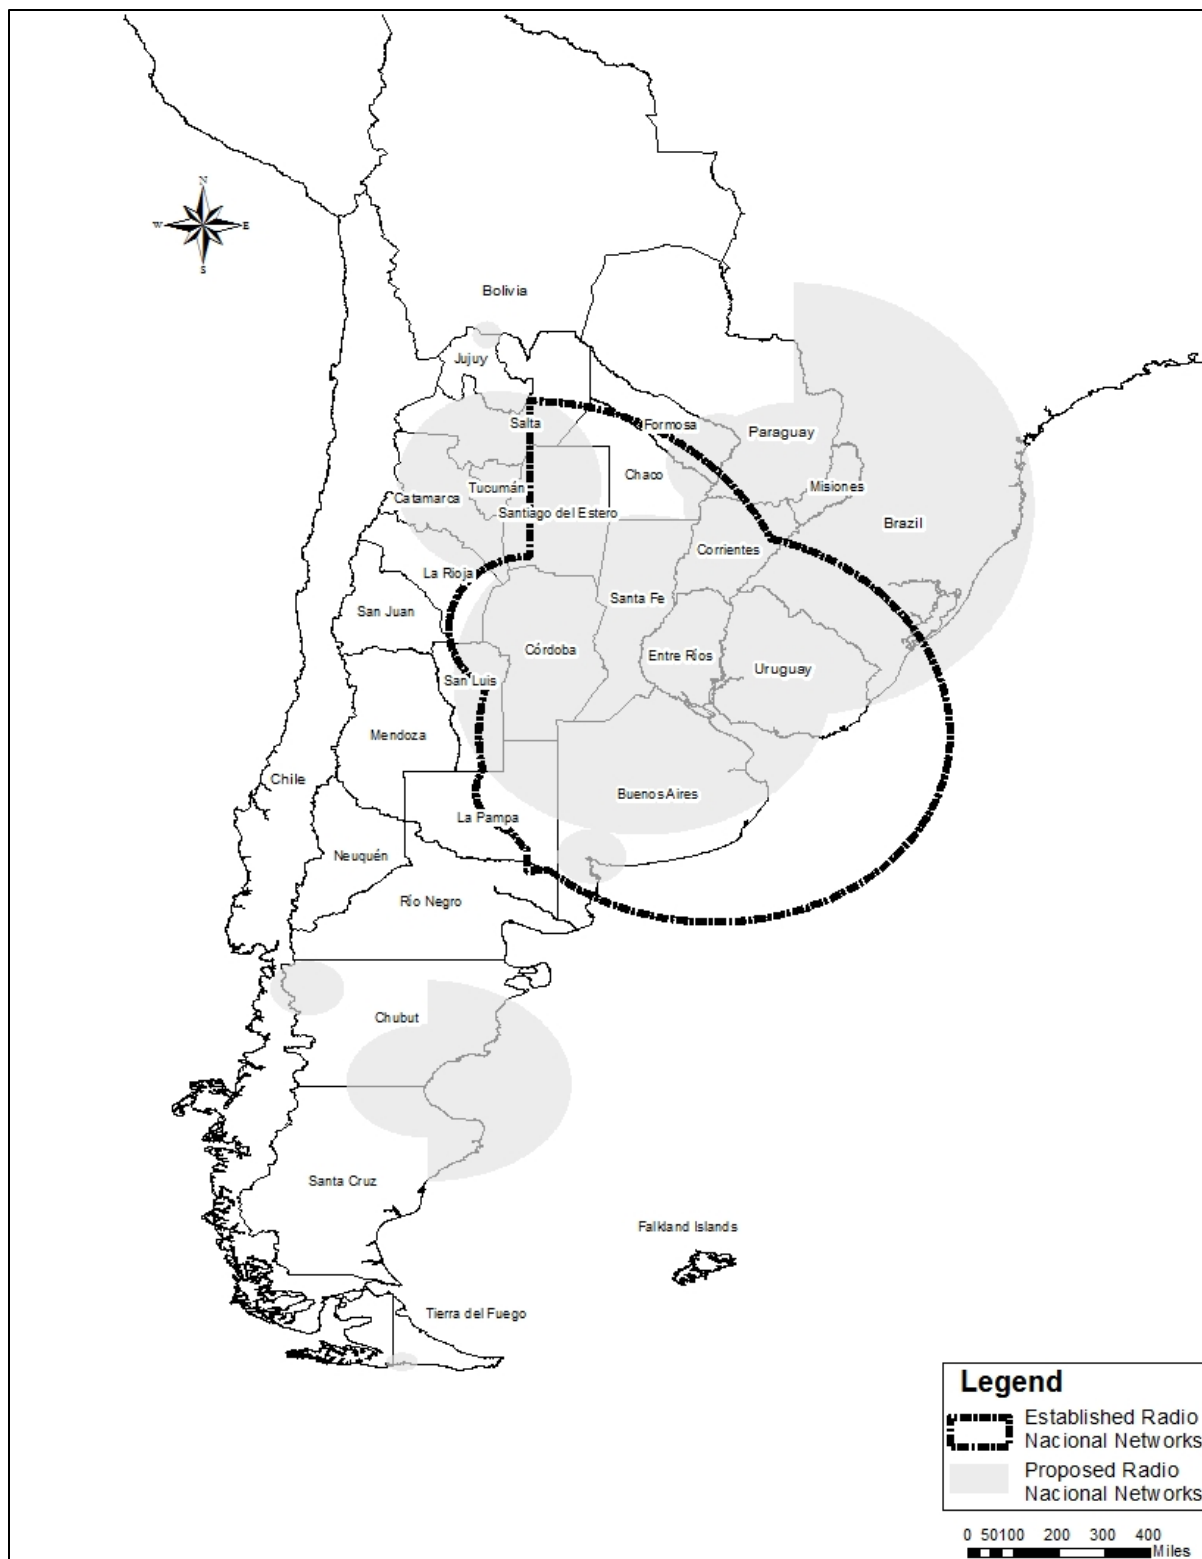 N
W E
S
Bolivia
Jujuy
Salta
Formosa
Paraguay
Chaco
Tucumán
Misiones
Catamarca
Santiago del Estero
Brazil
Corrientes
La Rioja
Santa Fe
San Juan
Córdoba
Entre Ríos
Uruguay
San Luis
Mendoza
Chile
Buenos Aires
La Pampa
Neuquén
Río Negro
Chubut
Santa Cruz
Falkland Islands
Tierra del Fuego
Legend
Established Radio
Nacional Networks
Proposed Radio
Nacional Networks
0 50100 200 300 400
Miles